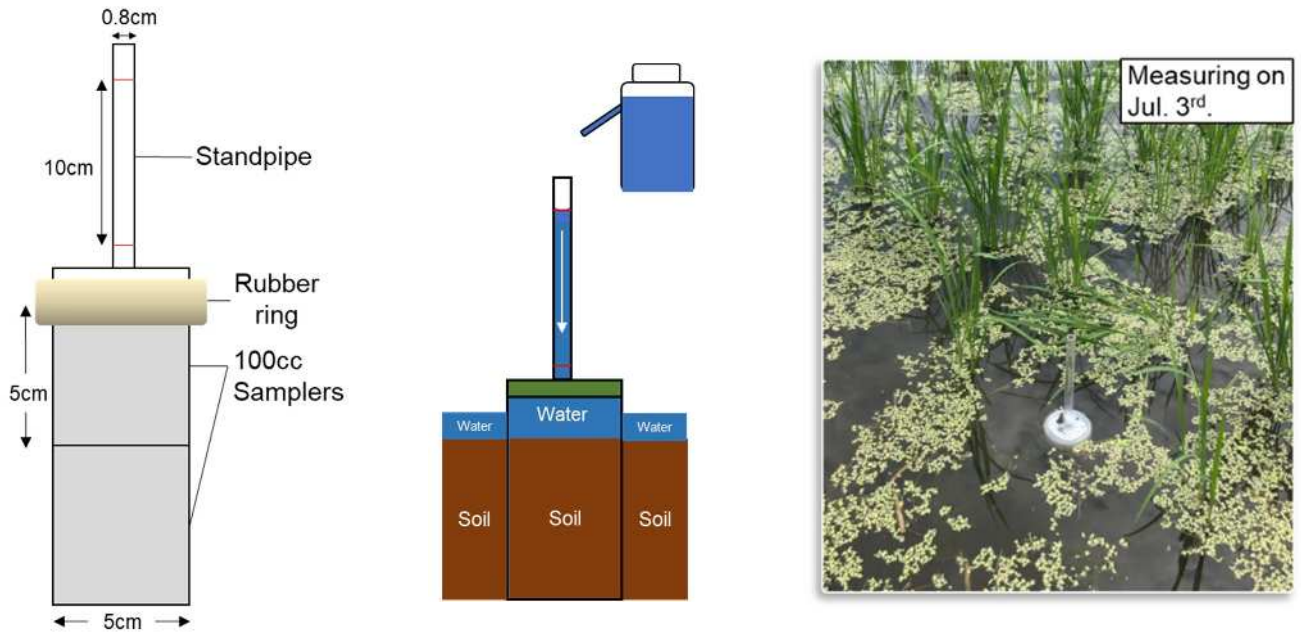 0.8cm
10cm
Standpipe
Rubber
ring
5cm
100cc
Samplers
5cm
Water
Water
Water
Soil
Soil
Soil
Measuring on
Jul. 3rd.